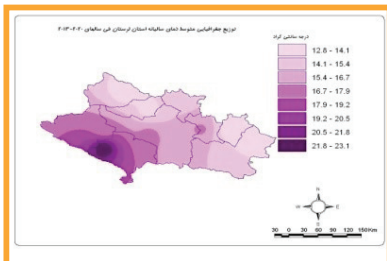 توزیع جغرافیایی متوسط دمای سالیانه استان لرستان طی سالهای ۲۰۲۰-۲۰۱۳
درجه سانتی گراد
12.8 - 14.1
14.1 - 15.4
15.4 - 16.7
16.7 - 17.9
17.9 - 19.2
19.2 - 20.5
20.5 - 21.8
21.8 - 23.1
N
W E
S
30 0 30 60 90 120 150Km